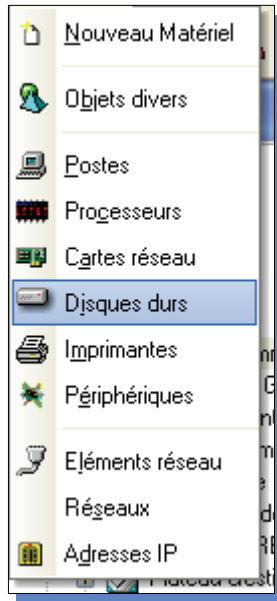 Nouveau Matériel
Objets divers
Postes
Processeurs
Cartes réseau
Disques durs
Imprimantes
Périphériques
Eléments réseau
Réseaux
Adresses IP